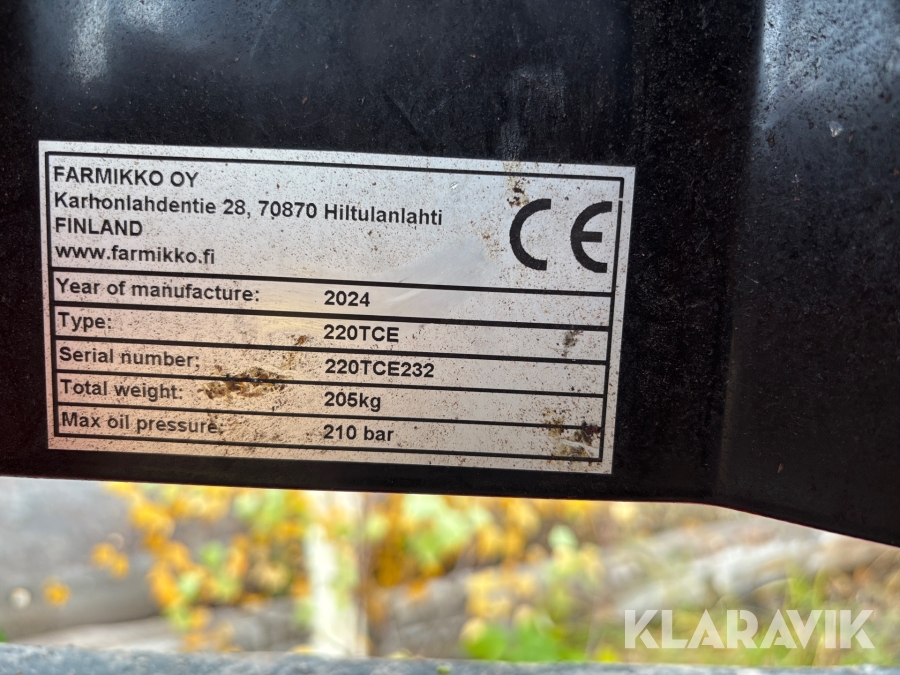 FARMIKKO OY
Karhonlahdentie 28, 70870 Hiltulanlahti
FINLAND
www.farmikko.fi
CE
Year of manufacture: 2024
Type: 220TCE
Serial number: 220TCE232
Total weight: 205kg
Max oil pressure: 210 bar
KLARAVIK